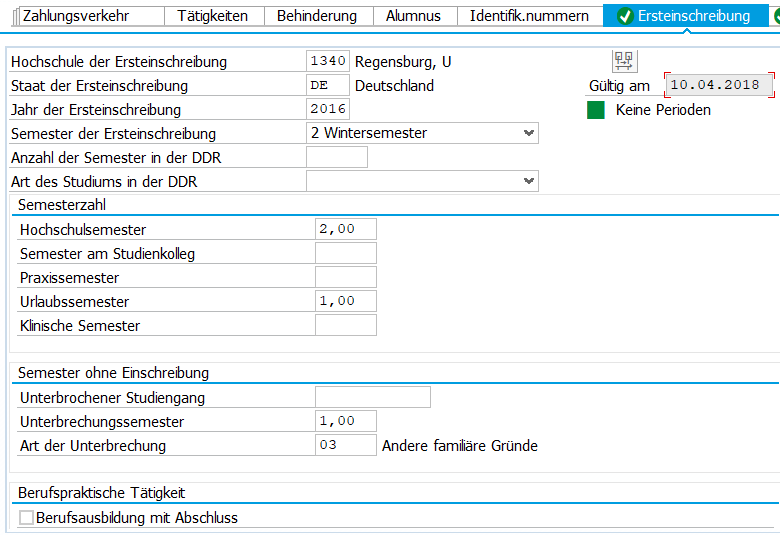 Zahlungsverkehr Tätigkeiten Behinderung Alumnus Identifik.nummern Ersteinschreibung
Hochschule der Ersteinschreibung 1340 Regensburg, U
Staat der Ersteinschreibung DE Deutschland Gültig am 10.04.2018
Jahr der Ersteinschreibung 2016 Keine Perioden
Semester der Ersteinschreibung 2 Wintersemester
Anzahl der Semester in der DDR
Art des Studiums in der DDR
Semesterzahl
Hochschulsemester 2,00
Semester am Studienkolleg
Praxissemester
Urlaubssemester 1,00
Klinische Semester
Semester ohne Einschreibung
Unterbrochener Studiengang
Unterbrechungssemester 1,00
Art der Unterbrechung 03 Andere familiäre Gründe
Berufspraktische Tätigkeit
Berufsausbildung mit Abschluss